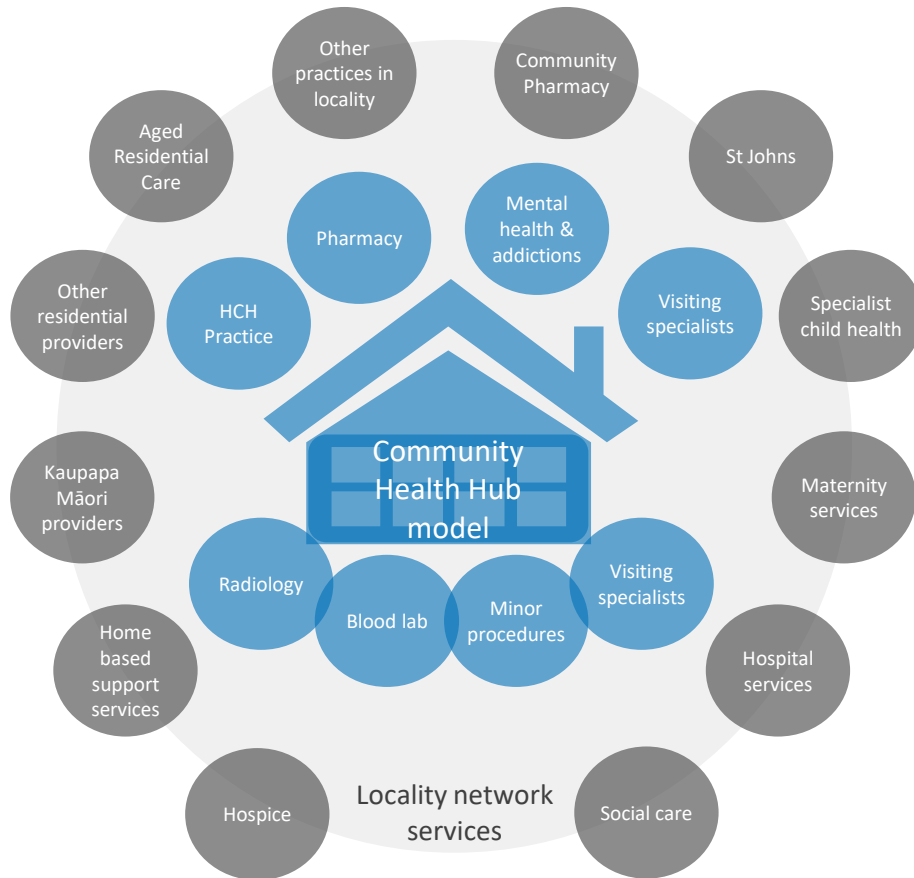 Other
practices in
locality
Community
Pharmacy
Aged
Residential
Care
St Johns
Pharmacy
Mental
health &
addictions
Other
residential
providers
HCH
Practice
Visiting
specialists
Specialist
child health
Community
Health Hub
model
Kaupapa
Māori
providers
Maternity
services
Radiology
Blood lab
Minor
procedures
Visiting
specialists
Home
based
support
services
Hospital
services
Hospice
Locality network
services
Social care